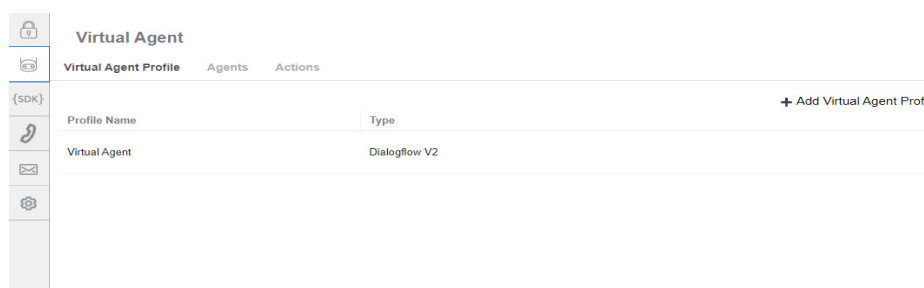 Virtual Agent
Virtual Agent Profile Agents Actions
{SDK}
+ Add Virtual Agent Prof
Profile Name Type
Virtual Agent Dialogflow V2